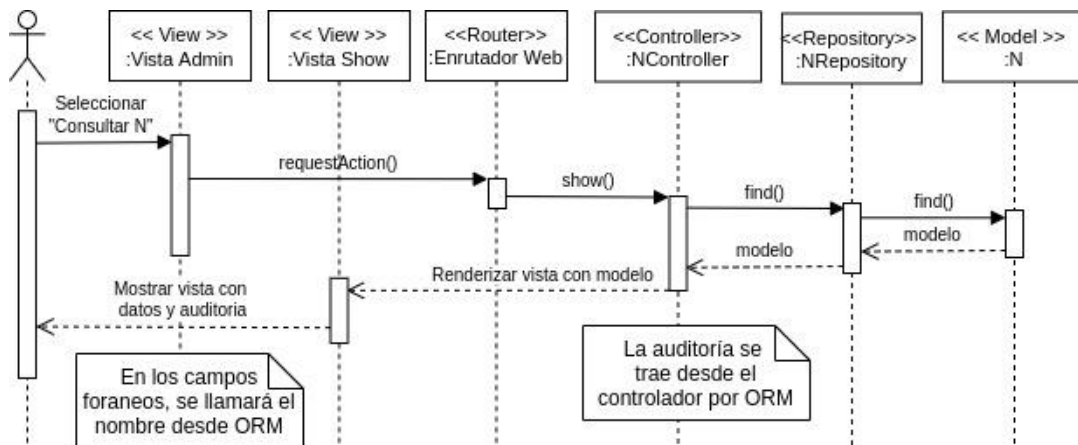 << View >>
:Vista Admin
<< View >>
:Vista Show
<<Router>>
:Enrutador Web
<<Controller>>
:NController
<<Repository>>
:NRepository
<< Model >>
:N
Seleccionar
"Consultar N"
requestAction()
show()
find()
find()
modelo
modelo
Renderizar vista con modelo
Mostrar vista con
datos y auditoria
En los campos
foraneos, se llamará el
nombre desde ORM
La auditoría se
trae desde el
controlador por ORM